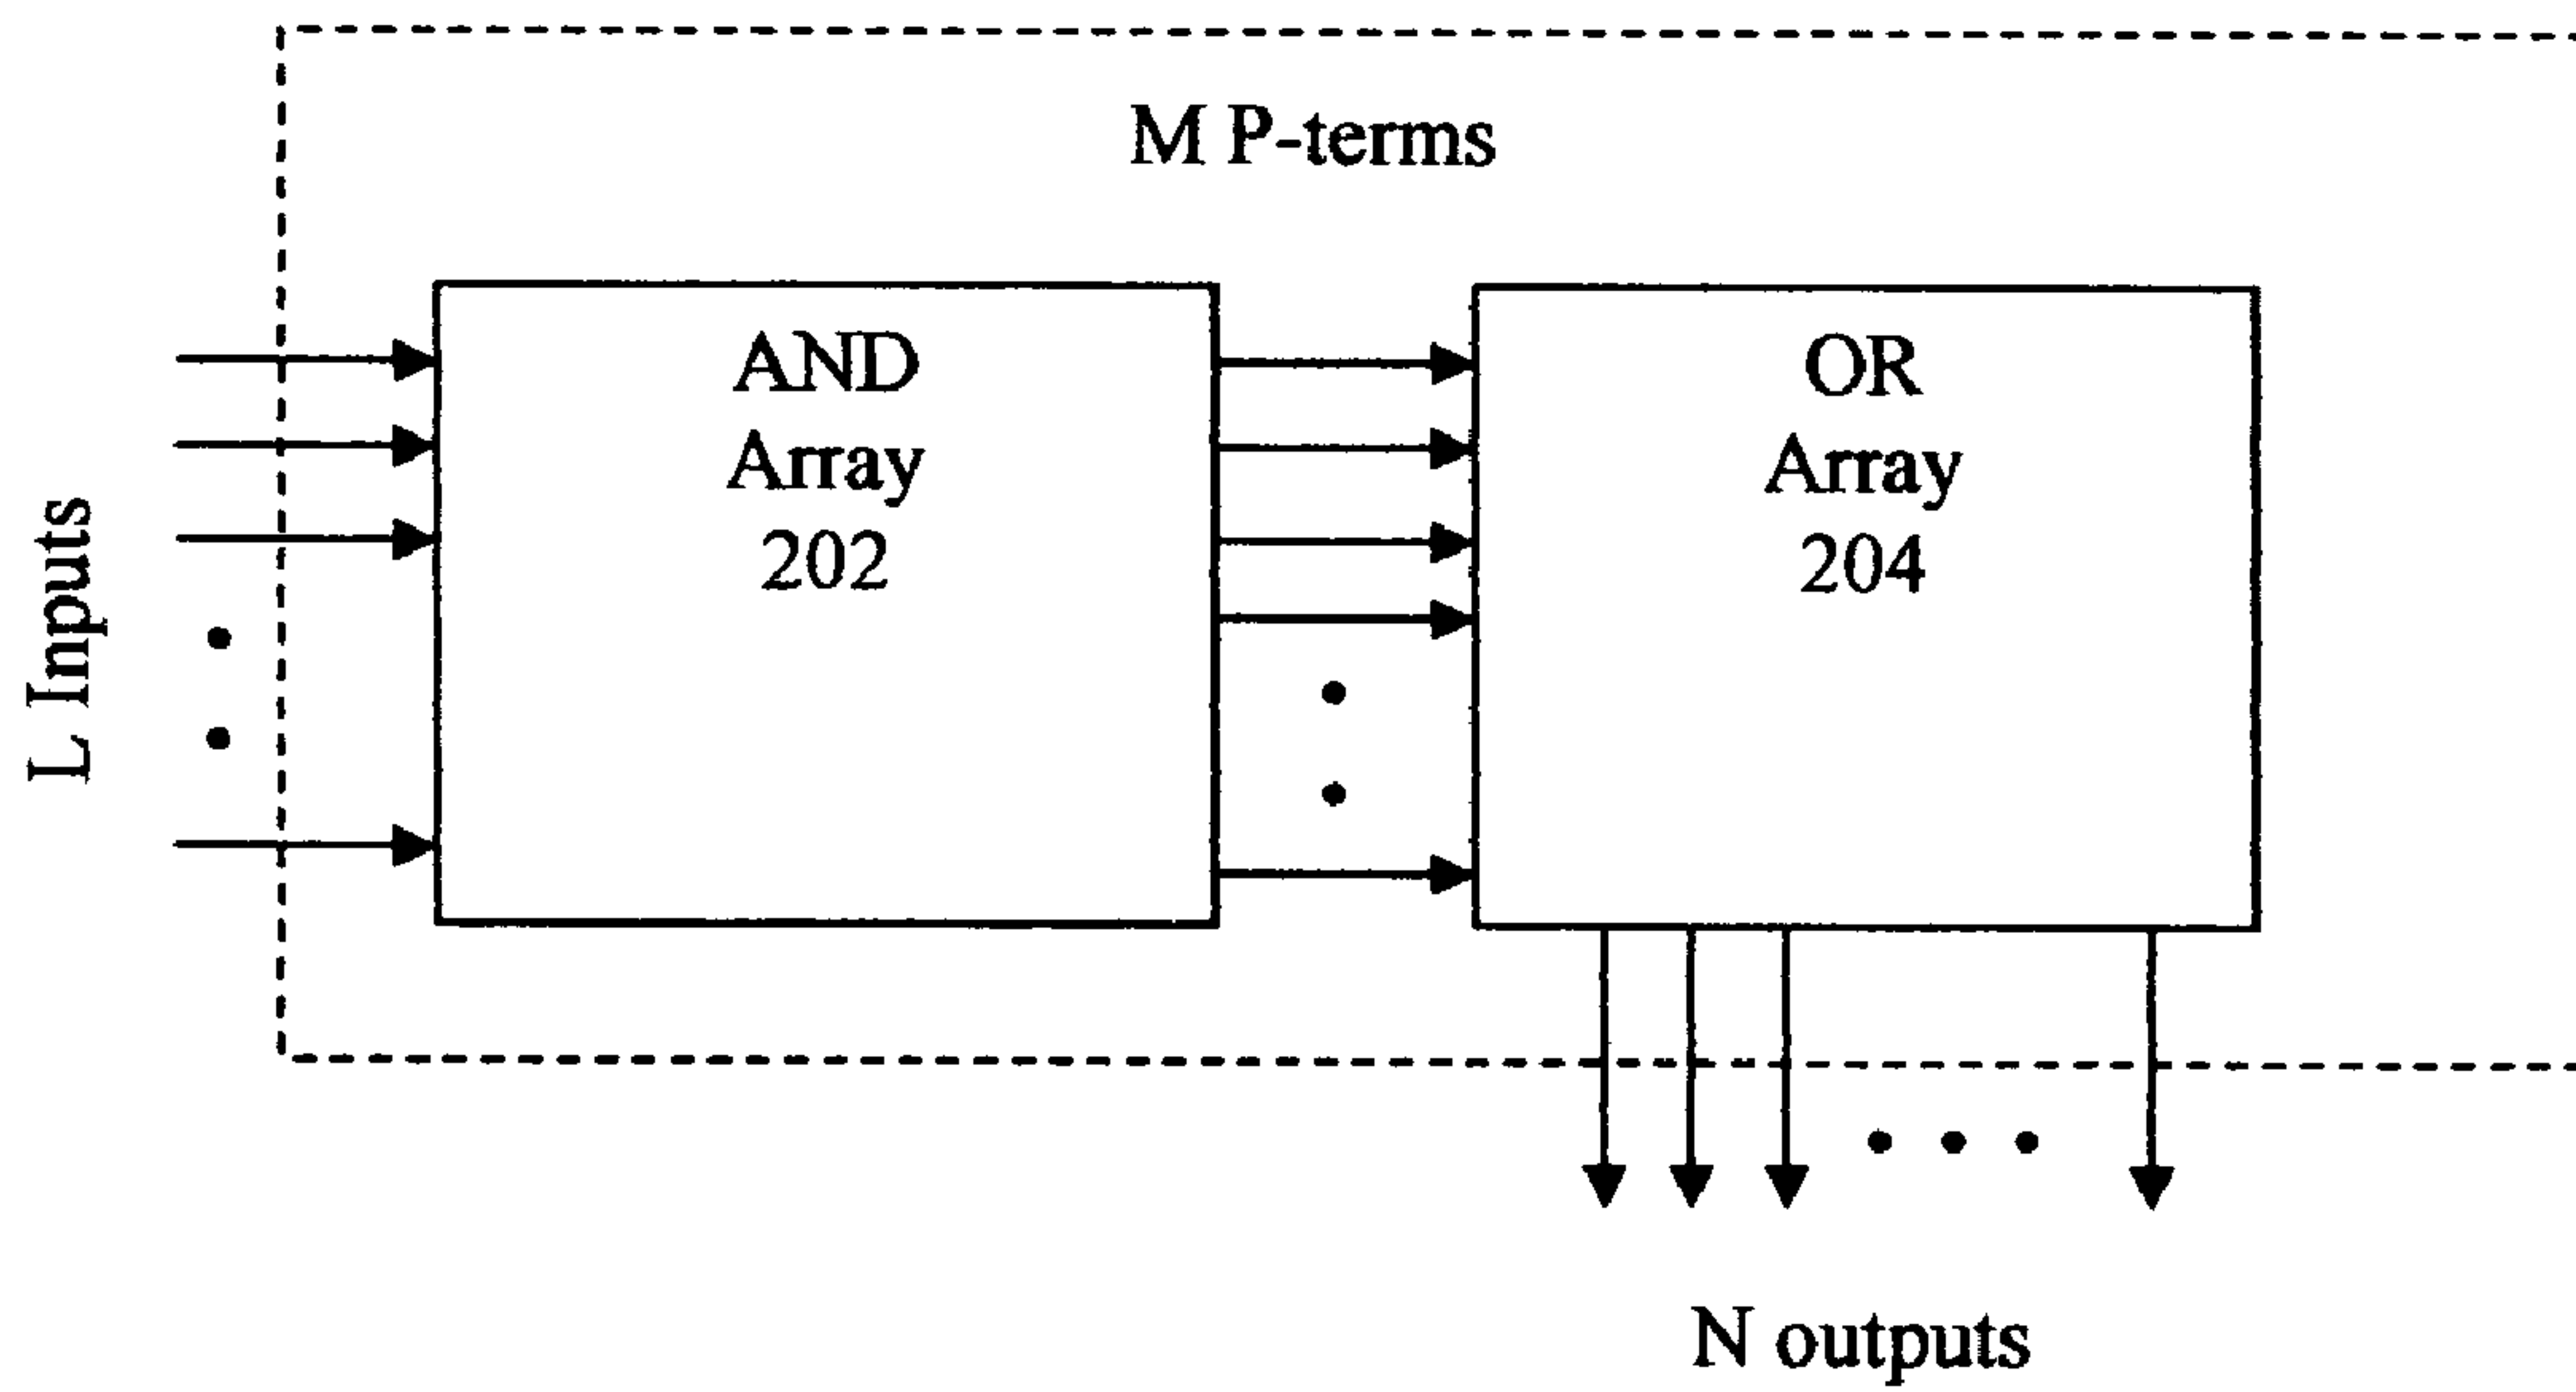 M P-terms
L Inputs
AND
Array
202
OR
Array
204
N outputs